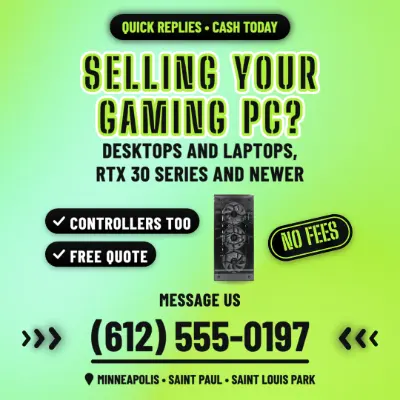 QUICK REPLIES • CASH TODAY
SELLING YOUR
GAMING PC?
DESKTOPS AND LAPTOPS,
RTX 30 SERIES AND NEWER
CONTROLLERS TOO
FREE QUOTE
NO FEES
MESSAGE US
(612) 555-0197
MINNEAPOLIS • SAINT PAUL • SAINT LOUIS PARK